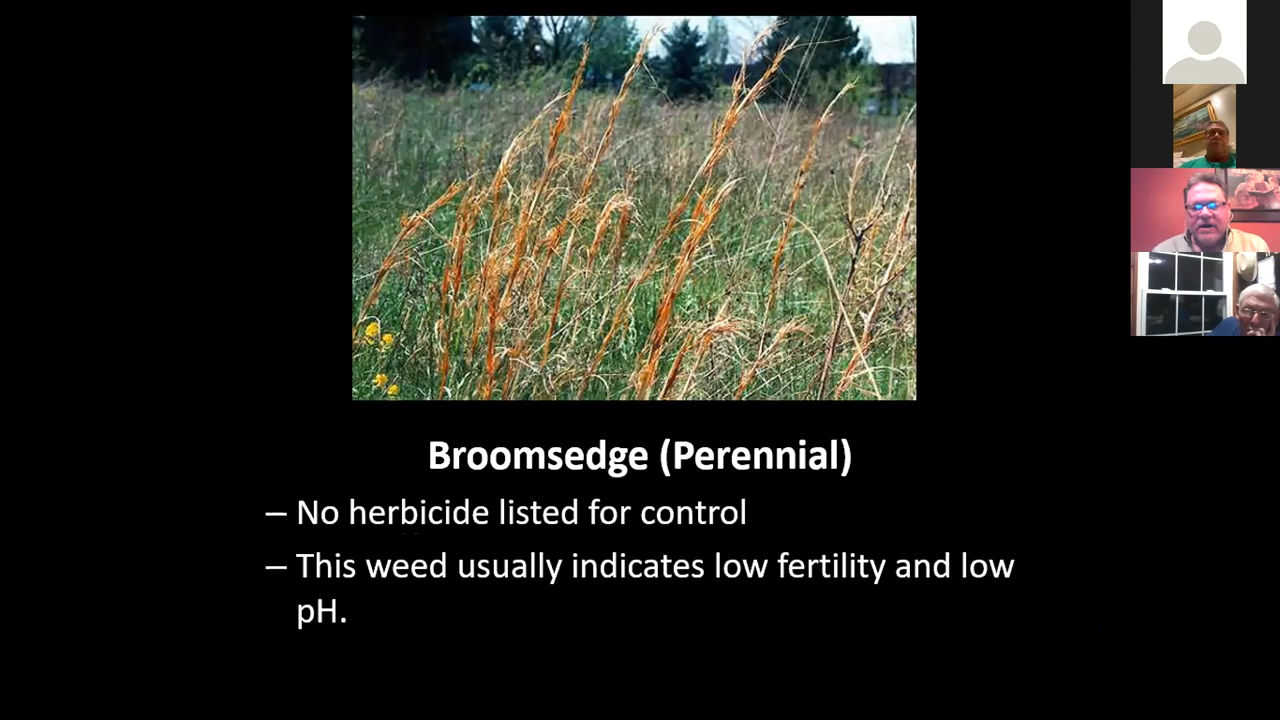 Broomsedge (Perennial)
– No herbicide listed for control
– This weed usually indicates low fertility and low
pH.